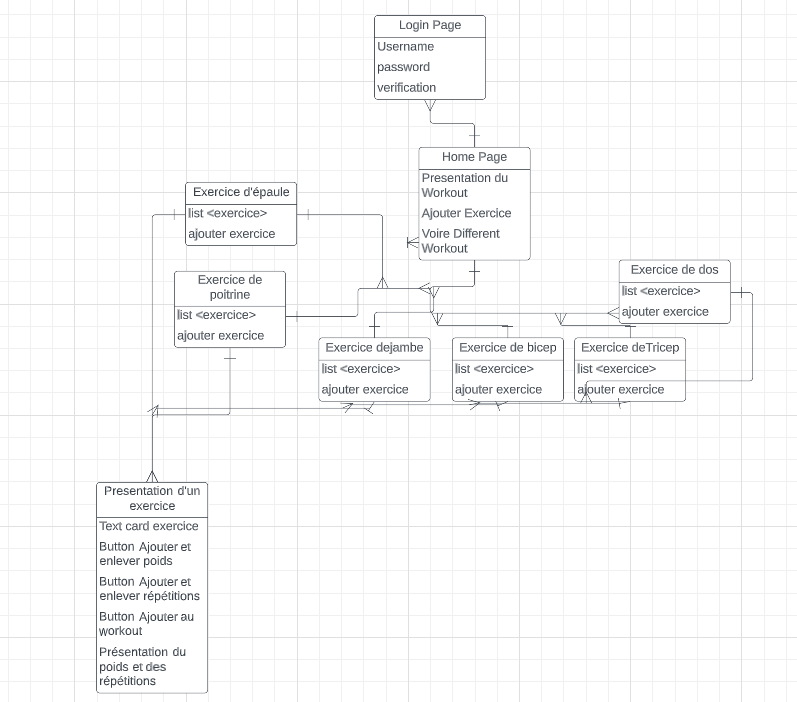 Login Page
Username
password
verification
Home Page
Presentation du
Workout
Ajouter Exercice
Voire Different
Workout
Exercice d'épaule
list <exercice>
ajouter exercice
Exercice de
poitrine
list <exercice>
ajouter exercice
Exercice de dos
list <exercice>
ajouter exercice
Exercice dejambe
list <exercice>
ajouter exercice
Exercice de bicep
list <exercice>
ajouter exercice
Exercice deTricep
list <exercice>
ajouter exercice
Presentation d'un
exercice
Text card exercice
Button Ajouter et
enlever poids
Button Ajouter et
enlever répétitions
Button Ajouter au
workout
Présentation du
poids et des
répétitions